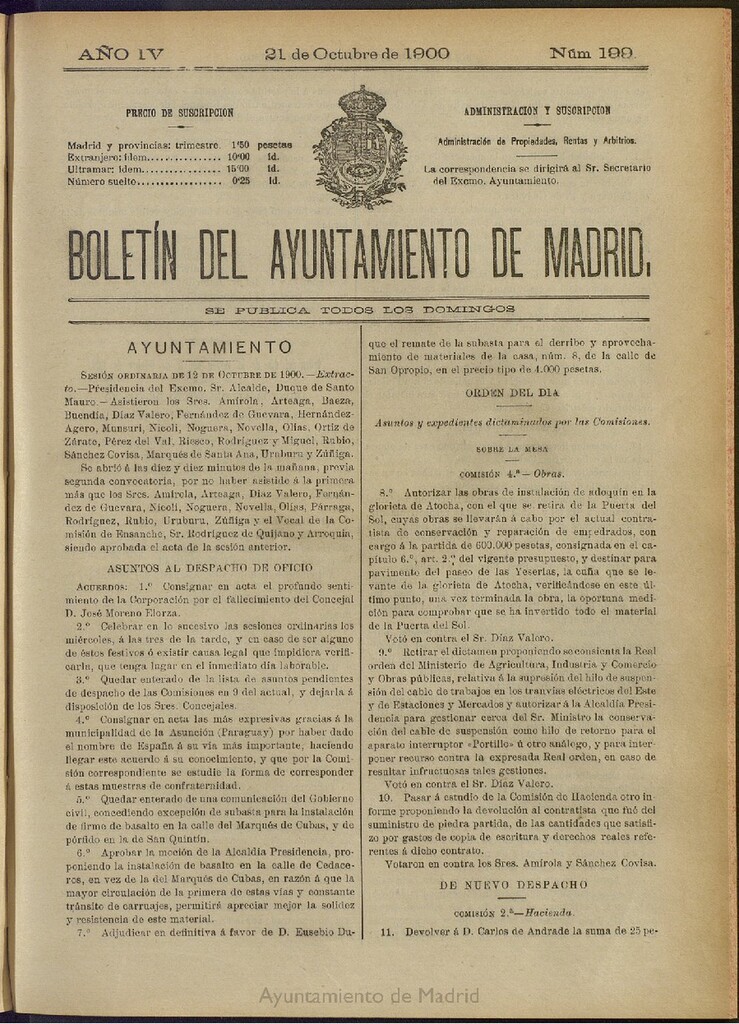 AÑO IV 21 de Octubre de 1900 Núm 199.
PRECIO DE SUSCRIPCION
Madrid y provincias: trimestre. 1'50 pesetas
Extranjero: ídem............... 10'00 íd.
Ultramar: ídem................ 15'00 íd.
Número suelto................. 0'25 íd.
ADMINISTRACION Y SUSCRIPCION
Administración de Propiedades, Rentas y Arbitrios.
La correspondencia se dirigirá al Sr. Secretario
del Excmo. Ayuntamiento.
BOLETÍN DEL AYUNTAMIENTO DE MADRID.
SE PUBLICA TODOS LOS DOMINGOS
AYUNTAMIENTO
SESIÓN ORDINARIA DE 12 DE OCTUBRE DE 1900.—Extrac-
to.—Presidencia del Excmo. Sr. Alcalde, Duque de Santo
Mauro.—Asistieron los Sres. Amírola, Arteaga, Baeza,
Buendía, Díaz Valero, Fernández de Guevara, Hernández-
Agero, Munsuri, Nicoli, Noguera, Novella, Olías, Ortiz de
Zárate, Pérez del Val, Riesco, Rodríguez y Miguel, Rubio,
Sánchez Covisa, Marqués de Santa Ana, Uruburu y Zúñiga.
Se abrió á las diez y diez minutos de la mañana, previa
segunda convocatoria, por no haber asistido á la primera
más que los Sres. Amírola, Arteaga, Díaz Valero, Fernán-
dez de Guevara, Nicoli, Noguera, Novella, Olías, Párraga,
Rodríguez, Rubio, Uruburu, Zúñiga y el Vocal de la Co-
misión de Ensanche, Sr. Rodríguez de Quijano y Arroquia,
siendo aprobada el acta de la sesión anterior.
ASUNTOS AL DESPACHO DE OFICIO
ACUERDOS: 1.º Consignar en acta el profundo senti-
miento de la Corporación por el fallecimiento del Concejal
D. José Moreno Elorza.
2.º Celebrar en lo sucesivo las sesiones ordinarias los
miércoles, á las tres de la tarde, y en caso de ser alguno
de éstos festivos ó existir causa legal que impidiera verifi-
carla, que tenga lugar en el inmediato día laborable.
3.º Quedar enterado de la lista de asuntos pendientes
de despacho de las Comisiones en 9 del actual, y dejarla á
disposición de los Sres. Concejales.
4.º Consignar en acta las más expresivas gracias á la
municipalidad de la Asunción (Paraguay) por haber dado
el nombre de España á su vía más importante, haciendo
llegar este acuerdo á su conocimiento, y que por la Comi-
sión correspondiente se estudie la forma de corresponder
á estas muestras de confraternidad.
5.º Quedar enterado de una comunicación del Gobierno
civil, concediendo excepción de subasta para la instalación
de firme de basalto en la calle del Marqués de Cubas, y de
pórfido en la de San Quintín.
6.º Aprobar la moción de la Alcaldía Presidencia, pro-
poniendo la instalación de basalto en la calle de Cedace-
ros, en vez de la del Marqués de Cubas, en razón á que la
mayor circulación de la primera de estas vías y constante
tránsito de carruajes, permitirá apreciar mejor la solidez
y resistencia de este material.
7.º Adjudicar en definitiva á favor de D. Eusebio Du-
que el remate de la subasta para el derribo y aprovecha-
miento de materiales de la casa, núm. 8, de la calle de
San Opropio, en el precio tipo de 4.000 pesetas.
ORDEN DEL DIA
Asuntos y expedientes dictaminados por las Comisiones.
SOBRE LA MESA
COMISIÓN 4.ª—Obras.
8.º Autorizar las obras de instalación de adoquín en la
glorieta de Atocha, con el que se retira de la Puerta del
Sol, cuyas obras se llevarán á cabo por el actual contra-
tista de conservación y reparación de empedrados, con
cargo á la partida de 600.000 pesetas, consignada en el ca-
pítulo 6.º, art. 2.º del vigente presupuesto, y destinar para
pavimento del paseo de las Yeserías, la cuña que se le-
vante de la glorieta de Atocha, verificándose en este úl-
timo punto, una vez terminada la obra, la oportuna medi-
ción para comprobar que se ha invertido todo el material
de la Puerta del Sol.
Votó en contra el Sr. Díaz Valero.
9.º Retirar el dictamen proponiendo se consienta la Real
orden del Ministerio de Agricultura, Industria y Comercio
y Obras públicas, relativa á la supresión del hilo de suspen-
sión del cable de trabajos en los tranvías eléctricos del Este
y de Estaciones y Mercados y autorizar á la Alcaldía Presi-
dencia para gestionar cerca del Sr. Ministro la conserva-
ción del cable de suspensión como hilo de retorno para el
aparato interruptor «Portillo» ú otro análogo, y para inter-
poner recurso contra la expresada Real orden, en caso de
resultar infructuosas tales gestiones.
Votó en contra el Sr. Díaz Valero.
10. Pasar á estudio de la Comisión de Hacienda otro in-
forme proponiendo la devolución al contratista que fué del
suministro de piedra partida, de las cantidades que satisfi-
zo por gastos de copia de escritura y derechos reales refe-
rentes á dicho contrato.
Votaron en contra los Sres. Amírola y Sánchez Covisa.
DE NUEVO DESPACHO
COMISIÓN 2.ª—Hacienda.
11. Devolver á D. Carlos de Andrade la suma de 25 pe-
Ayuntamiento de Madrid